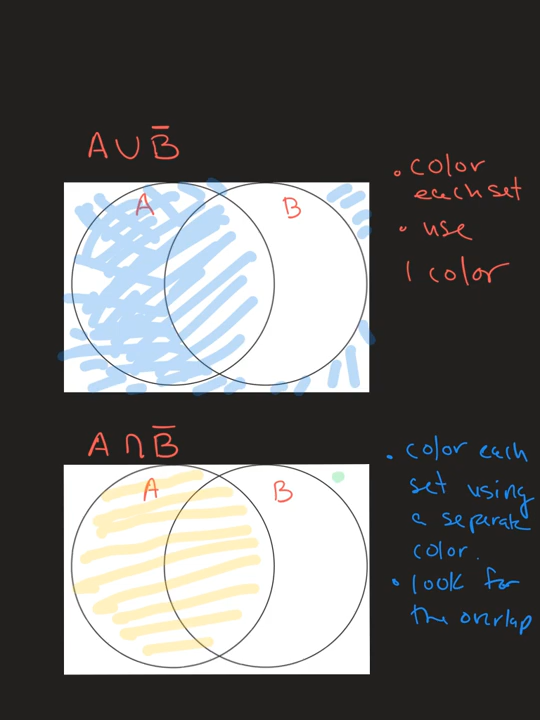 A∪B̅
A
B
• color
each set
• use
1 color
A∩B̅
A
B
• color each
set using
a separate
color.
• look for
the overlap